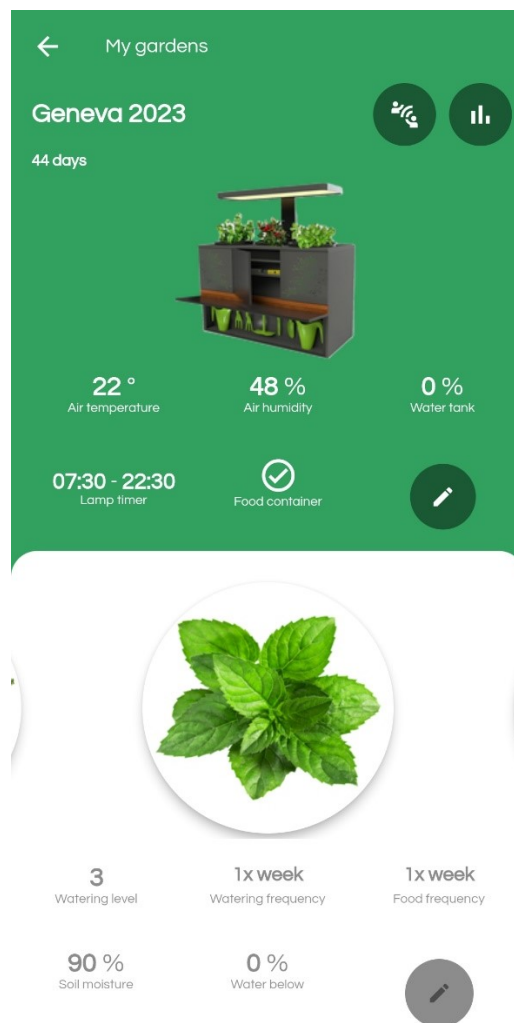 My gardens
Geneva 2023
44 days
22 °
48 %
0 %
Air temperature
Air humidity
Water tank
07:30 - 22:30
Lamp timer
Food container
3
1x week
1x week
Watering level
Watering frequency
Food frequency
90 %
0 %
Soil moisture
Water below